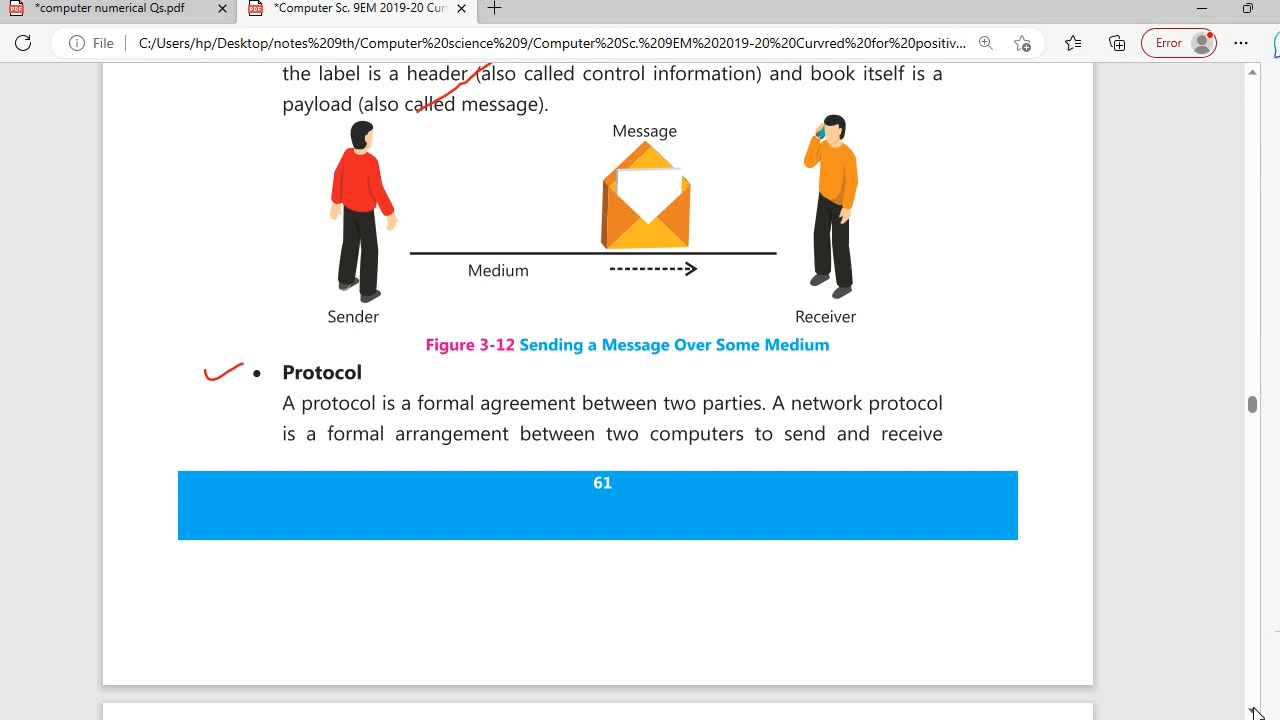 *computer numerical Qs.pdf
*Computer Sc. 9EM 2019-20 Cur
File
C:/Users/hp/Desktop/notes%209th/Computer%20science%209/Computer%20Sc.%209EM%202019-20%20Curvred%20for%20positiv...
Error
the label is a header (also called control information) and book itself is a
payload (also called message).
Message
Medium
Sender
Receiver
Figure 3-12 Sending a Message Over Some Medium
• Protocol
A protocol is a formal agreement between two parties. A network protocol
is a formal arrangement between two computers to send and receive
61